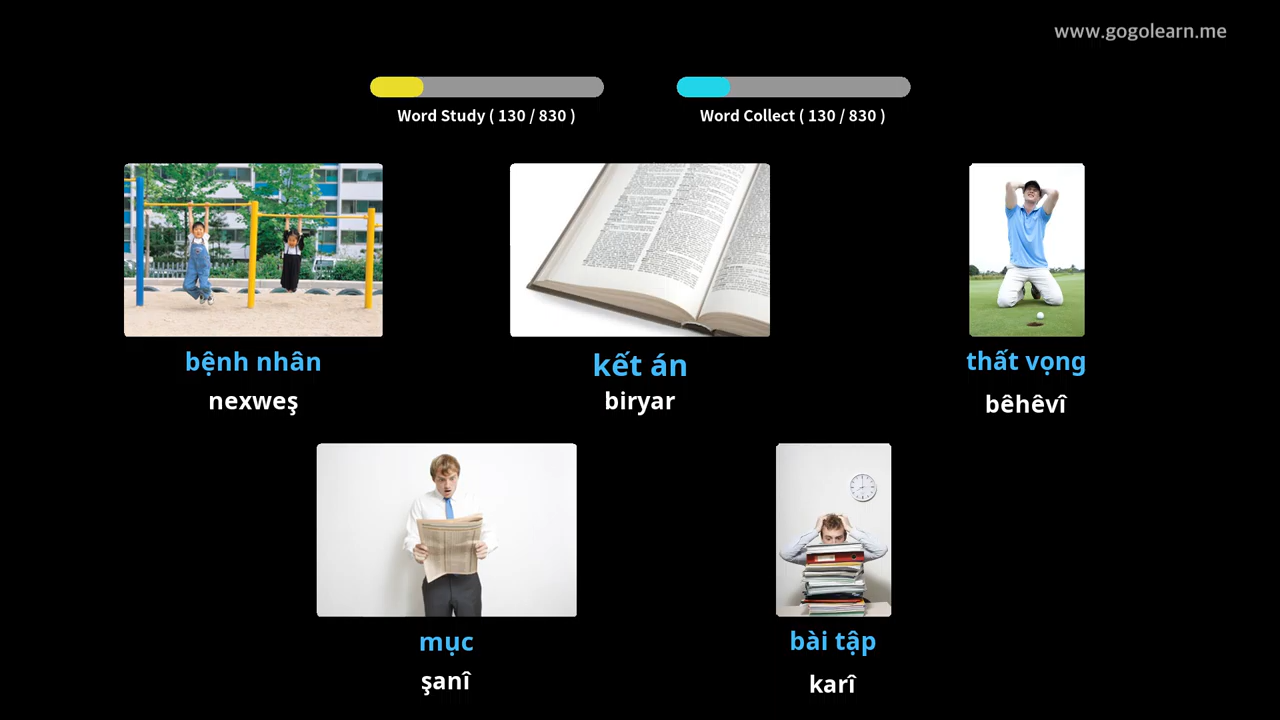 www.gogolearn.me
Word Study ( 130 / 830 )
Word Collect ( 130 / 830 )
bệnh nhân
nexweş
kết án
biryar
thất vọng
bêhêvî
mục
şanî
bài tập
karî